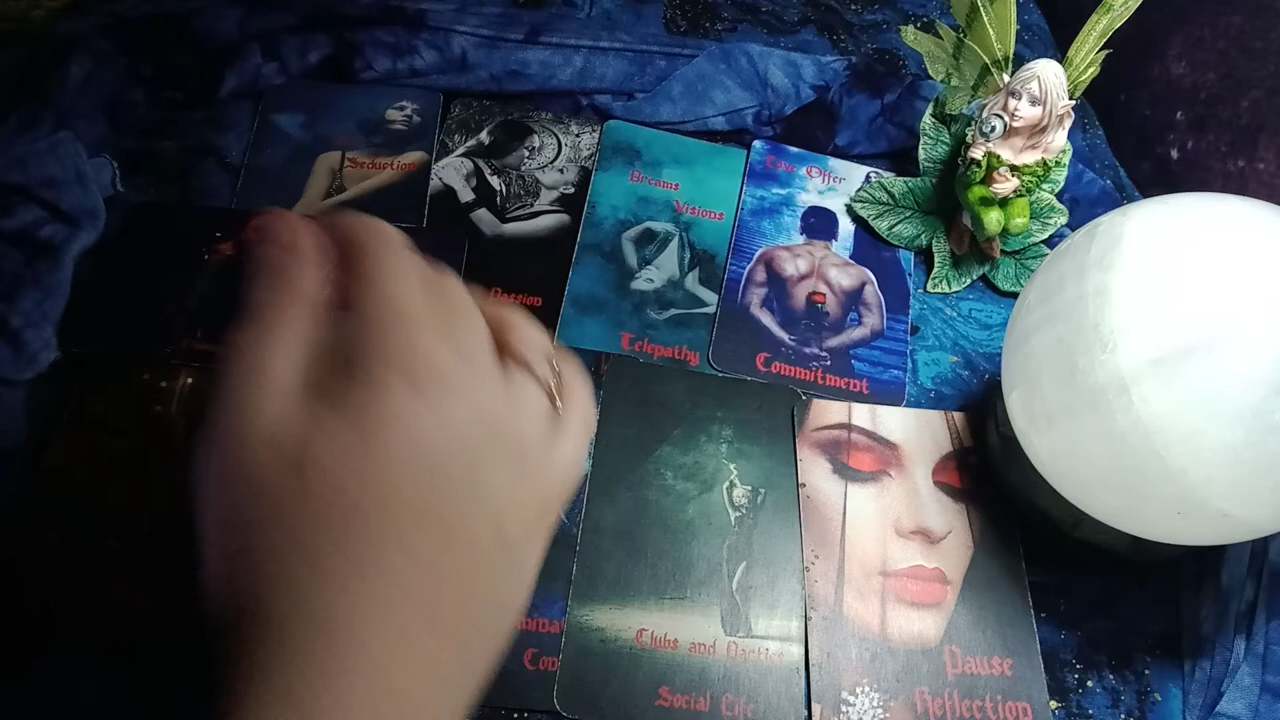 Seduction
Passion
Dreams
Visions
Telepathy
Love Offer
Commitment
Clubs and Parties
Social Life
Pause
Reflection